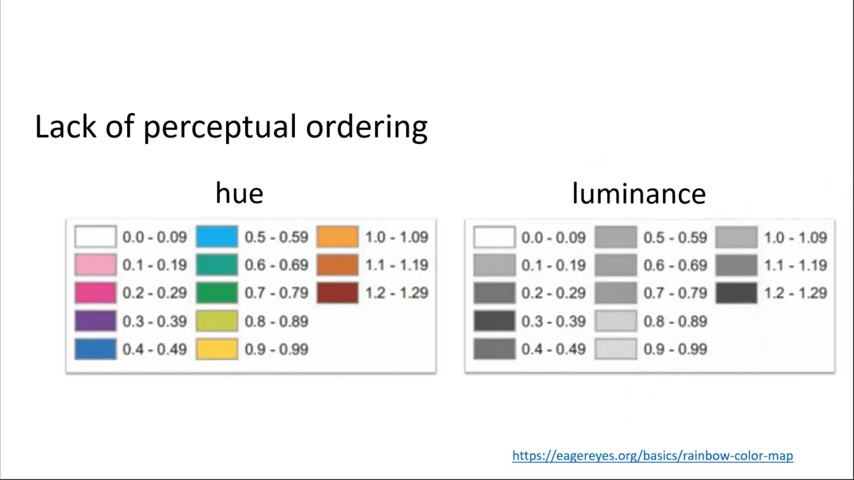 Lack of perceptual ordering
hue
0.0 - 0.09
0.1 - 0.19
0.2 - 0.29
0.3 - 0.39
0.4 - 0.49
0.5 - 0.59
0.6 - 0.69
0.7 - 0.79
0.8 - 0.89
0.9 - 0.99
1.0 - 1.09
1.1 - 1.19
1.2 - 1.29
luminance
0.0 - 0.09
0.1 - 0.19
0.2 - 0.29
0.3 - 0.39
0.4 - 0.49
0.5 - 0.59
0.6 - 0.69
0.7 - 0.79
0.8 - 0.89
0.9 - 0.99
1.0 - 1.09
1.1 - 1.19
1.2 - 1.29
https://eagereyes.org/basics/rainbow-color-map